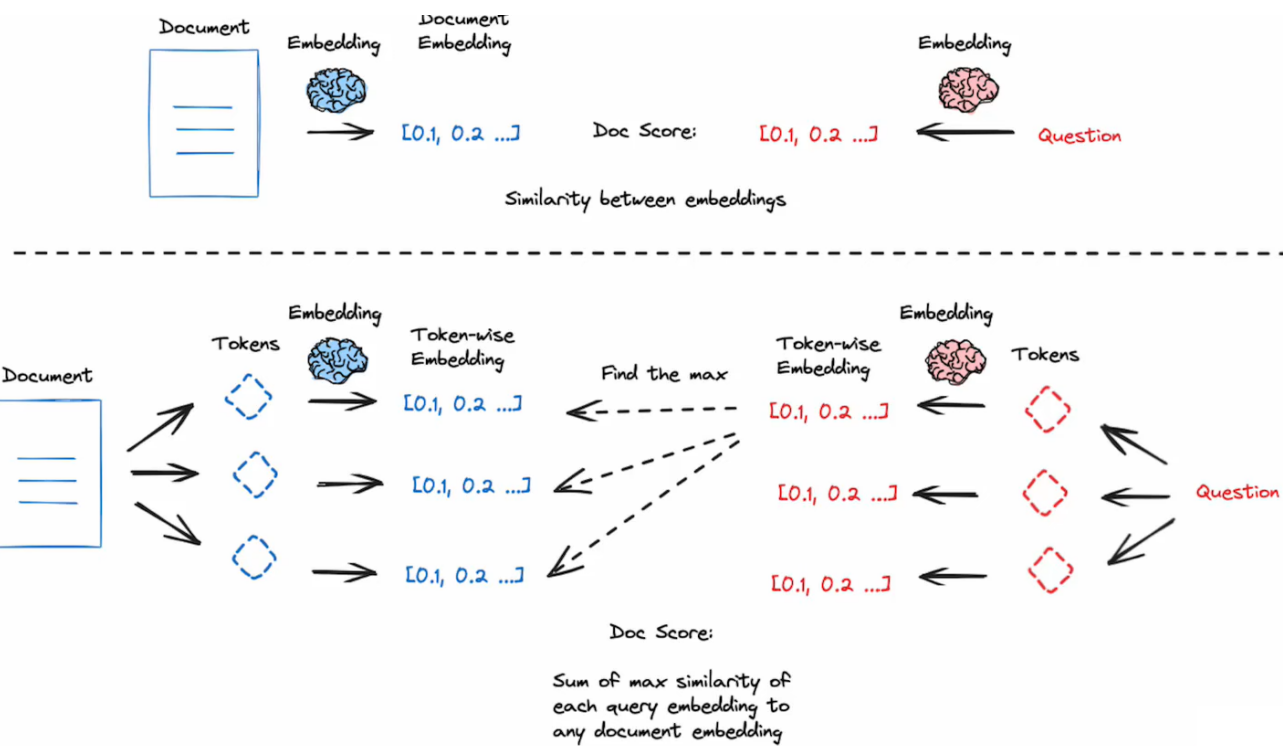 Document
Embedding
Document
Embedding
Embedding
[0.1, 0.2 ...]
Doc Score:
[0.1, 0.2 ...]
Question
Similarity between embeddings
Document
Tokens
Embedding
Token-wise
Embedding
Find the max
Token-wise
Embedding
Embedding
Tokens
[0.1, 0.2 ...]
[0.1, 0.2 ...]
[0.1, 0.2 ...]
[0.1, 0.2 ...]
Question
[0.1, 0.2 ...]
[0.1, 0.2 ...]
Doc Score:
Sum of max similarity of
each query embedding to
any document embedding